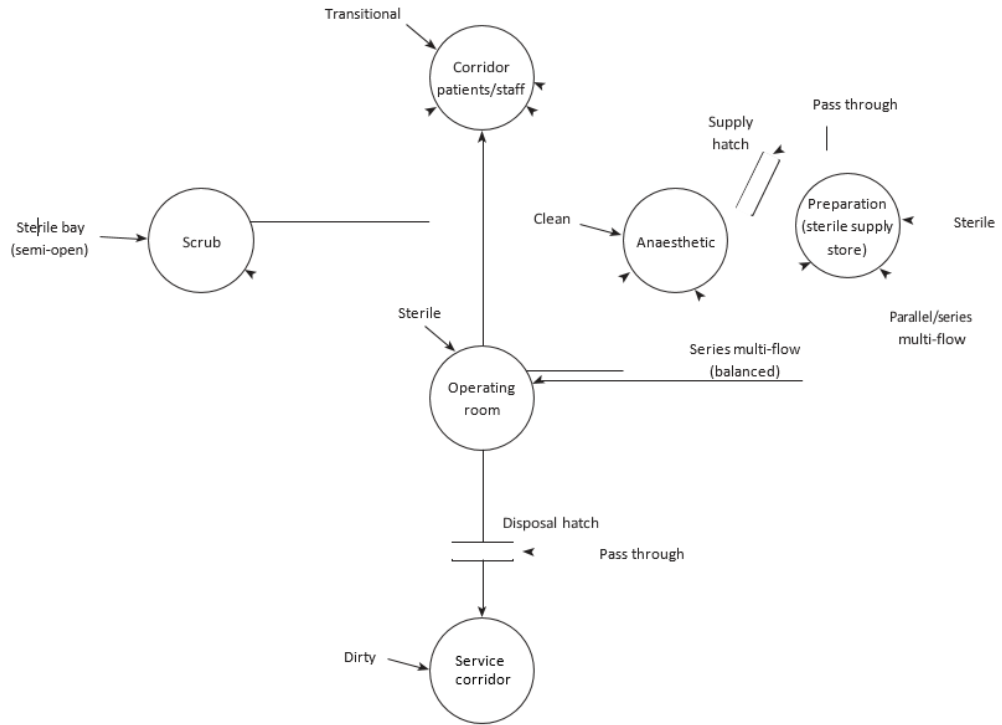 Transitional
Corridor
patients/staff
Pass through
Supply
hatch
Sterile bay
(semi-open)
Scrub
Clean
Anaesthetic
Preparation
(sterile supply
store)
Sterile
Sterile
Parallel/series
multi-flow
Series multi-flow
(balanced)
Operating
room
Disposal hatch
Pass through
Dirty
Service
corridor